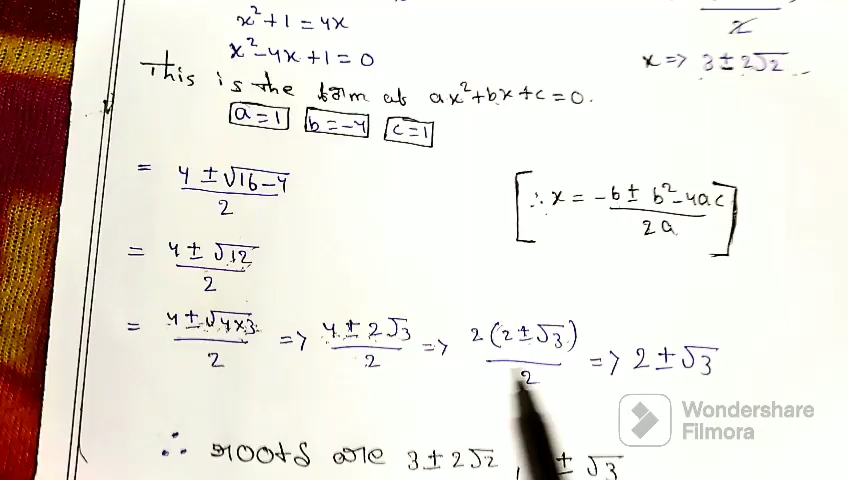 x² + 1 = 4x
x² - 4x + 1 = 0
x
x => 3 ± 2√2
This is the form of ax² + bx + c = 0.
a = 1 b = -4 c = 1
= 4 ± √16 - 4 / 2
[∴ x = -b ± b² - 4ac / 2a]
= 4 ± √12 / 2
= 4 ± √4×3 / 2 => 4 ± 2√3 / 2 => 2(2 ± √3) / 2 => 2 ± √3
Wondershare
Filmora
∴ roots are 3 ± 2√2 , ± √3